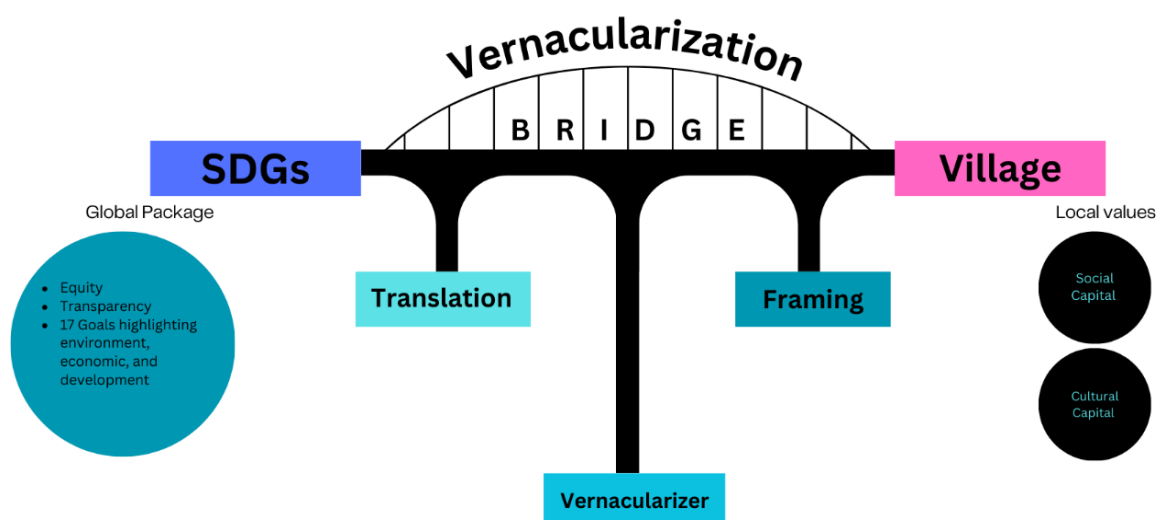 Vernacularization
BRIDGE
SDGs
Village
Global Package
Local values
• Equity
• Transparency
• 17 Goals highlighting
environment,
economic, and
development
Translation
Framing
Social
Capital
Cultural
Capital
Vernacularizer